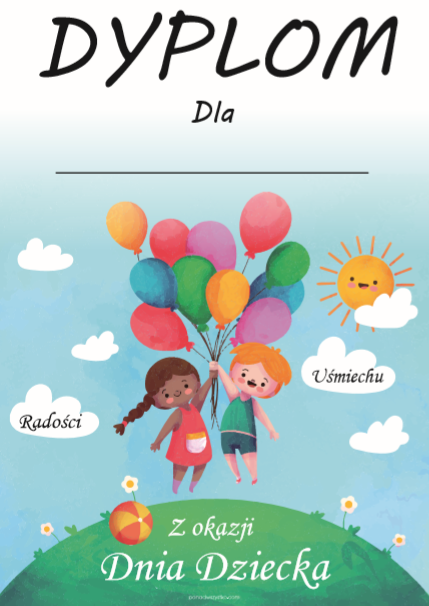 DYPLOM
Dla
Uśmiechu
Radości
Z okazji
Dnia Dziecka